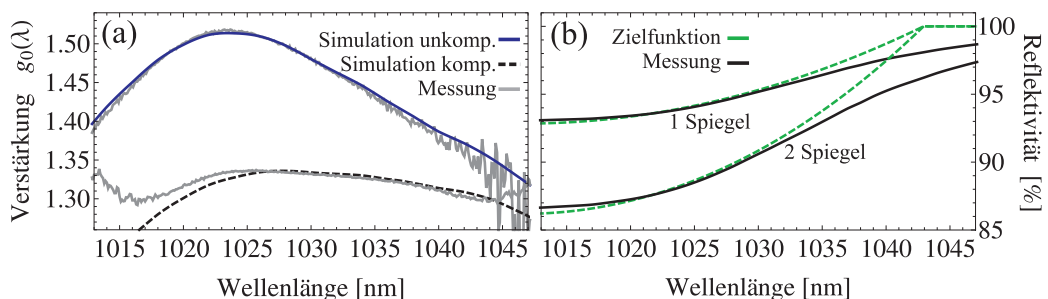 (a)
Simulation unkomp.
Simulation komp.
Messung
Verstärkung g₀(λ)
1.50
1.45
1.40
1.35
1.30
1015 1020 1025 1030 1035 1040 1045
Wellenlänge [nm]
(b)
Zielfunktion
Messung
1 Spiegel
2 Spiegel
100
95
90
85
Reflektivität [%]
1015 1020 1025 1030 1035 1040 1045
Wellenlänge [nm]